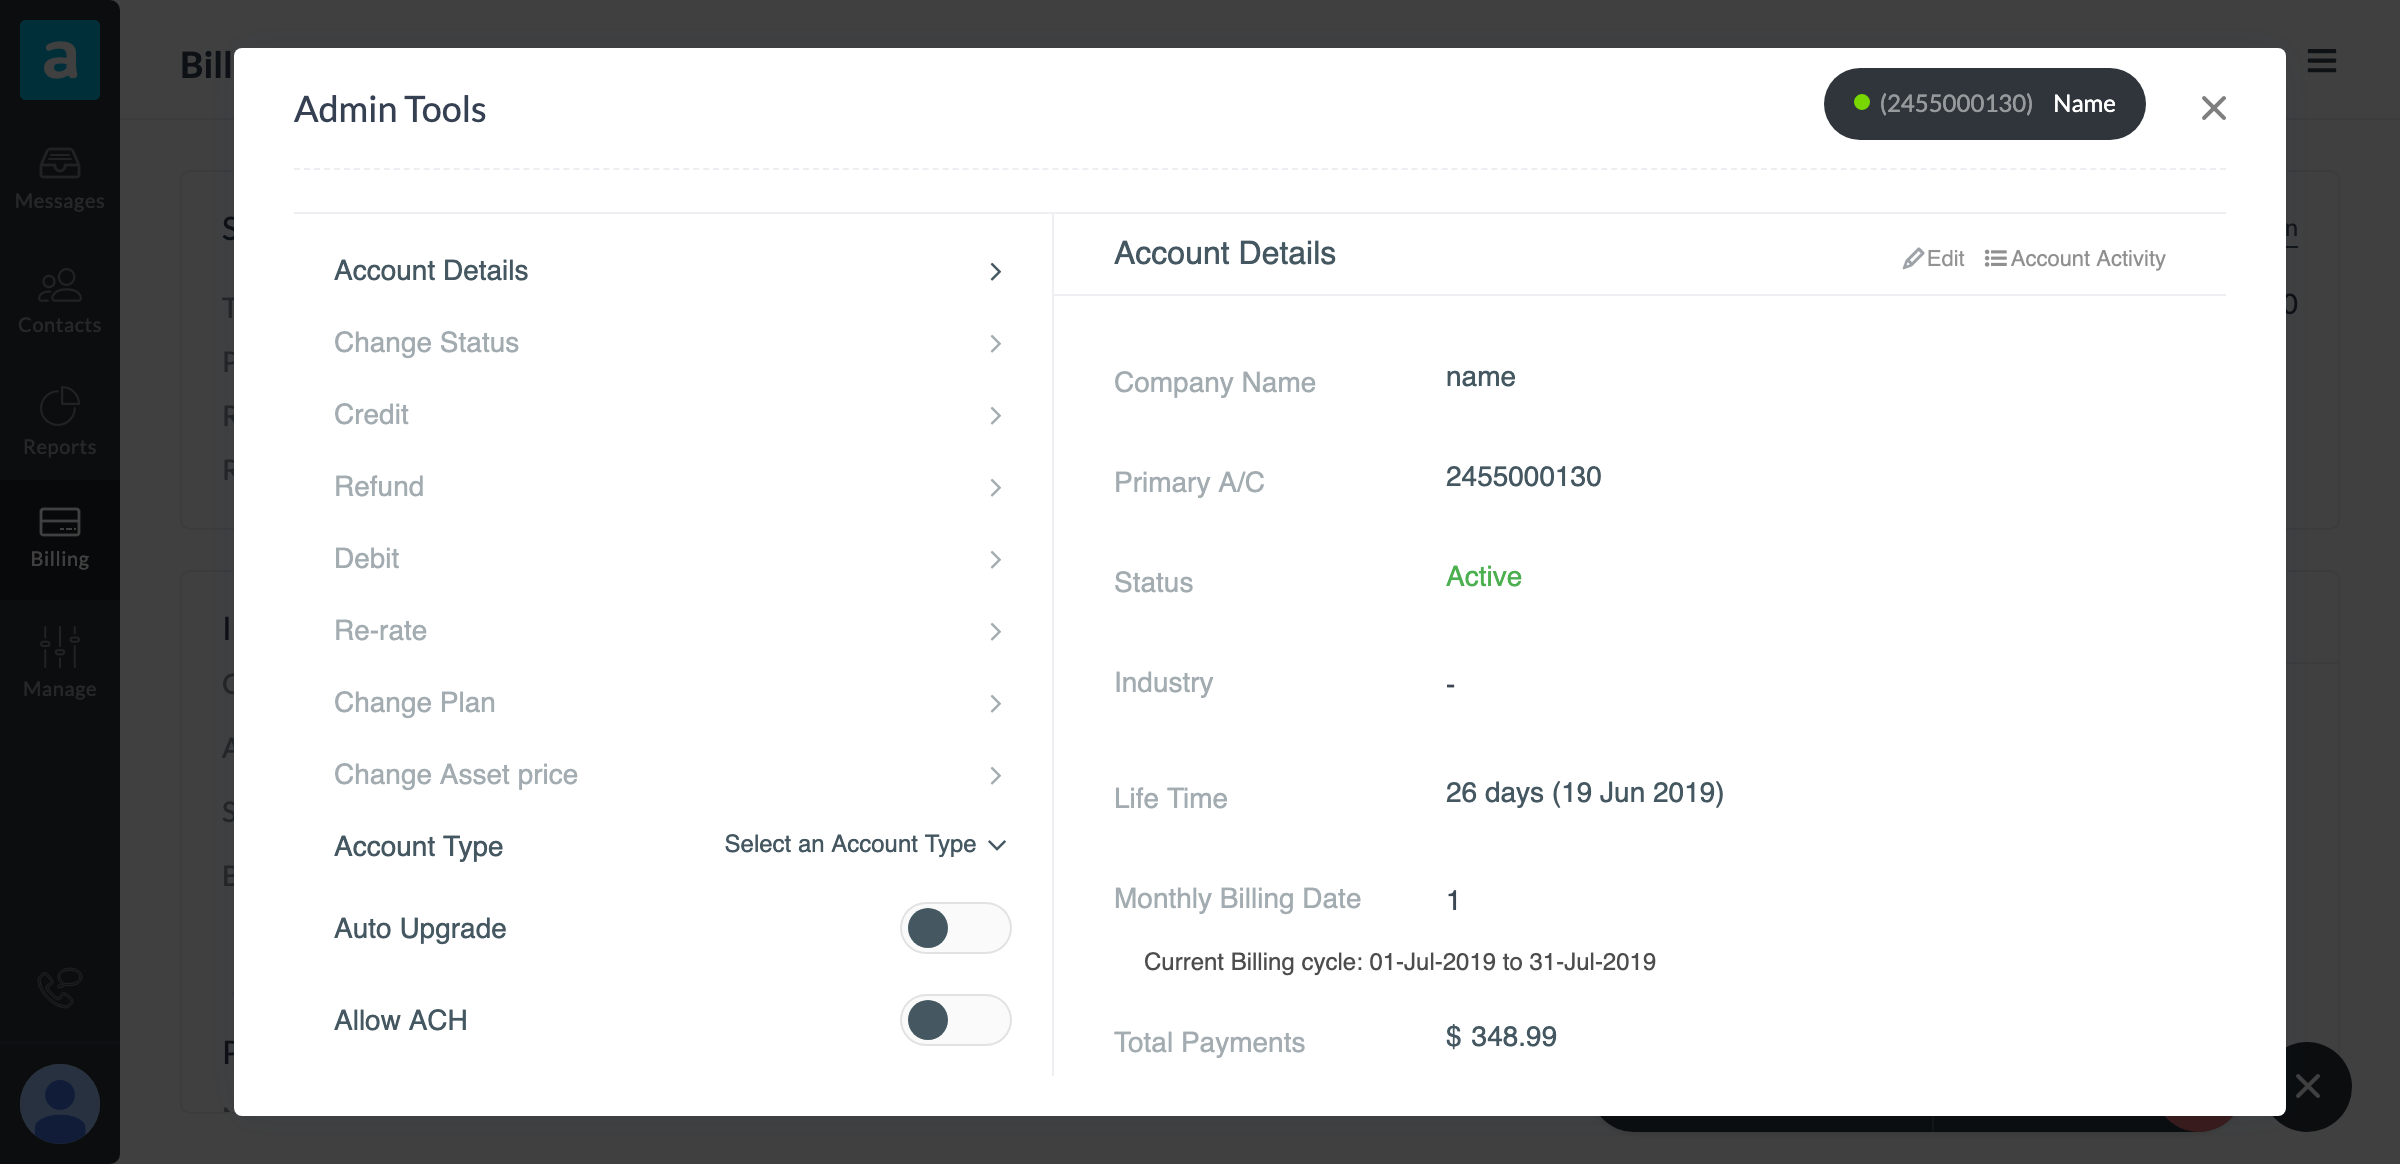 a
Bill
Messages
Contacts
Reports
Billing
Manage
Admin Tools
(2455000130) Name
Account Details
Change Status
Credit
Refund
Debit
Re-rate
Change Plan
Change Asset price
Account Type Select an Account Type
Auto Upgrade
Allow ACH
Account Details
Edit Account Activity
Company Name name
Primary A/C 2455000130
Status Active
Industry -
Life Time 26 days (19 Jun 2019)
Monthly Billing Date 1
Current Billing cycle: 01-Jul-2019 to 31-Jul-2019
Total Payments $ 348.99